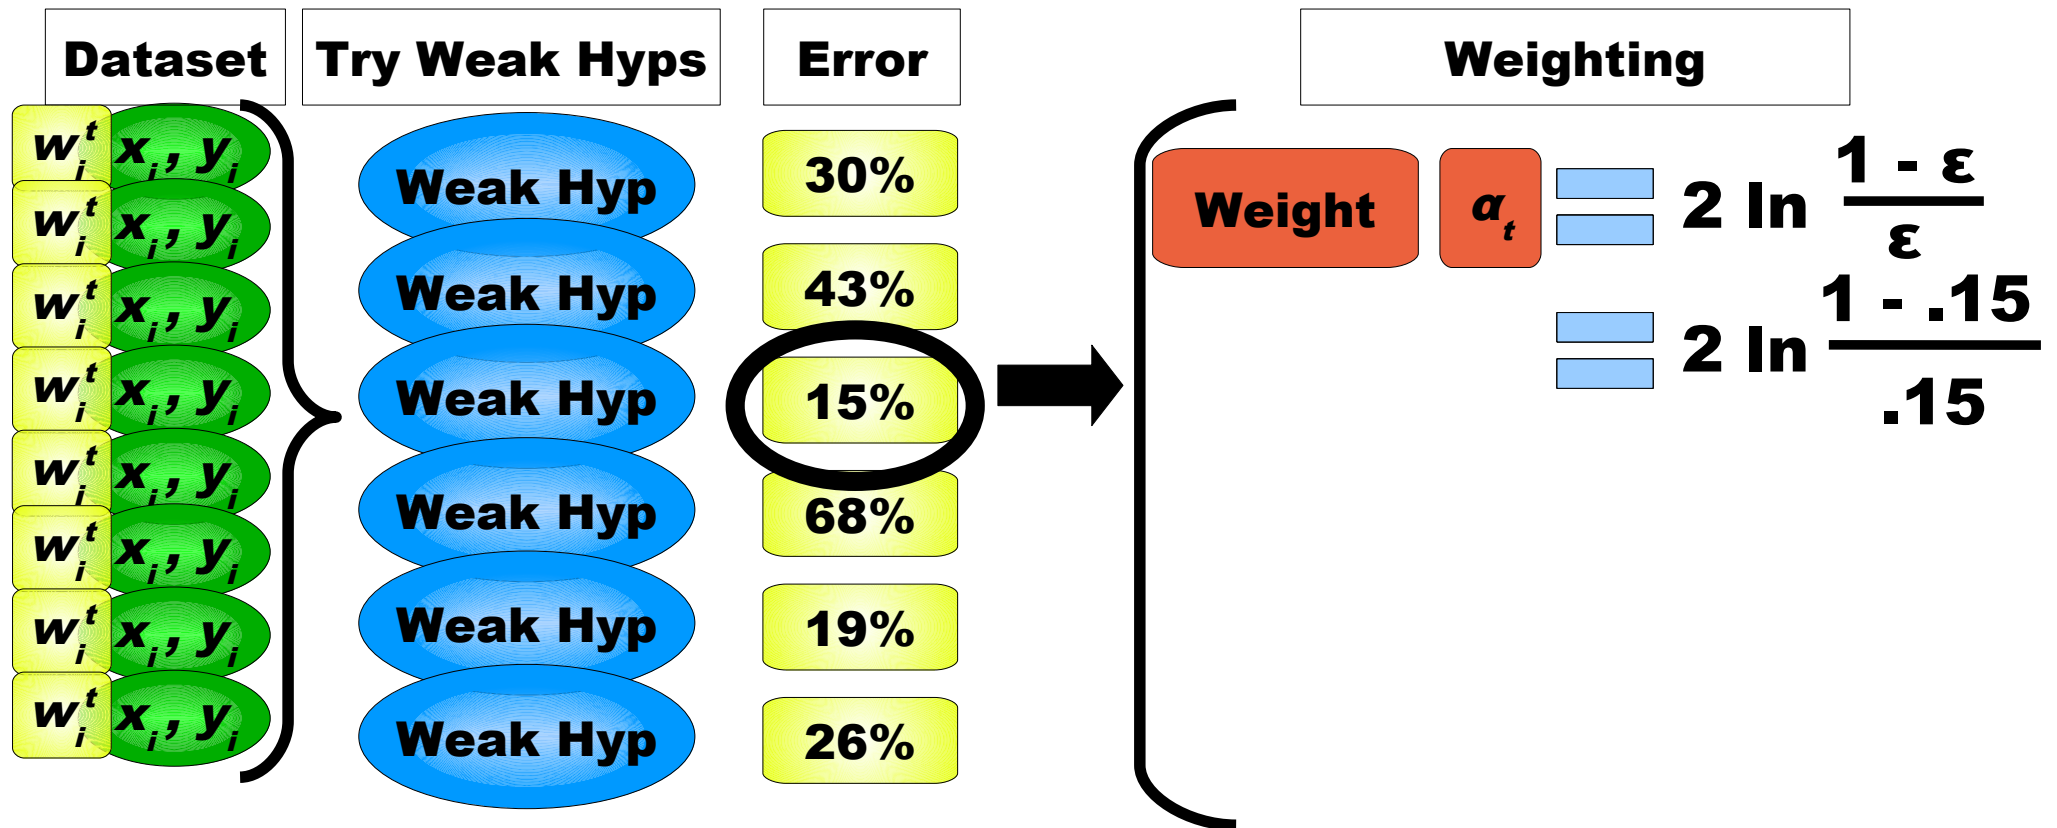 Dataset
Try Weak Hyps
Error
Weighting
w_i^t x_i, y_i
w_i^t x_i, y_i
w_i^t x_i, y_i
w_i^t x_i, y_i
w_i^t x_i, y_i
w_i^t x_i, y_i
w_i^t x_i, y_i
w_i^t x_i, y_i
Weak Hyp
Weak Hyp
Weak Hyp
Weak Hyp
Weak Hyp
Weak Hyp
30%
43%
15%
68%
19%
26%
Weight α_t = 2 ln
1 - ε
ε
= 2 ln
1 - .15
.15